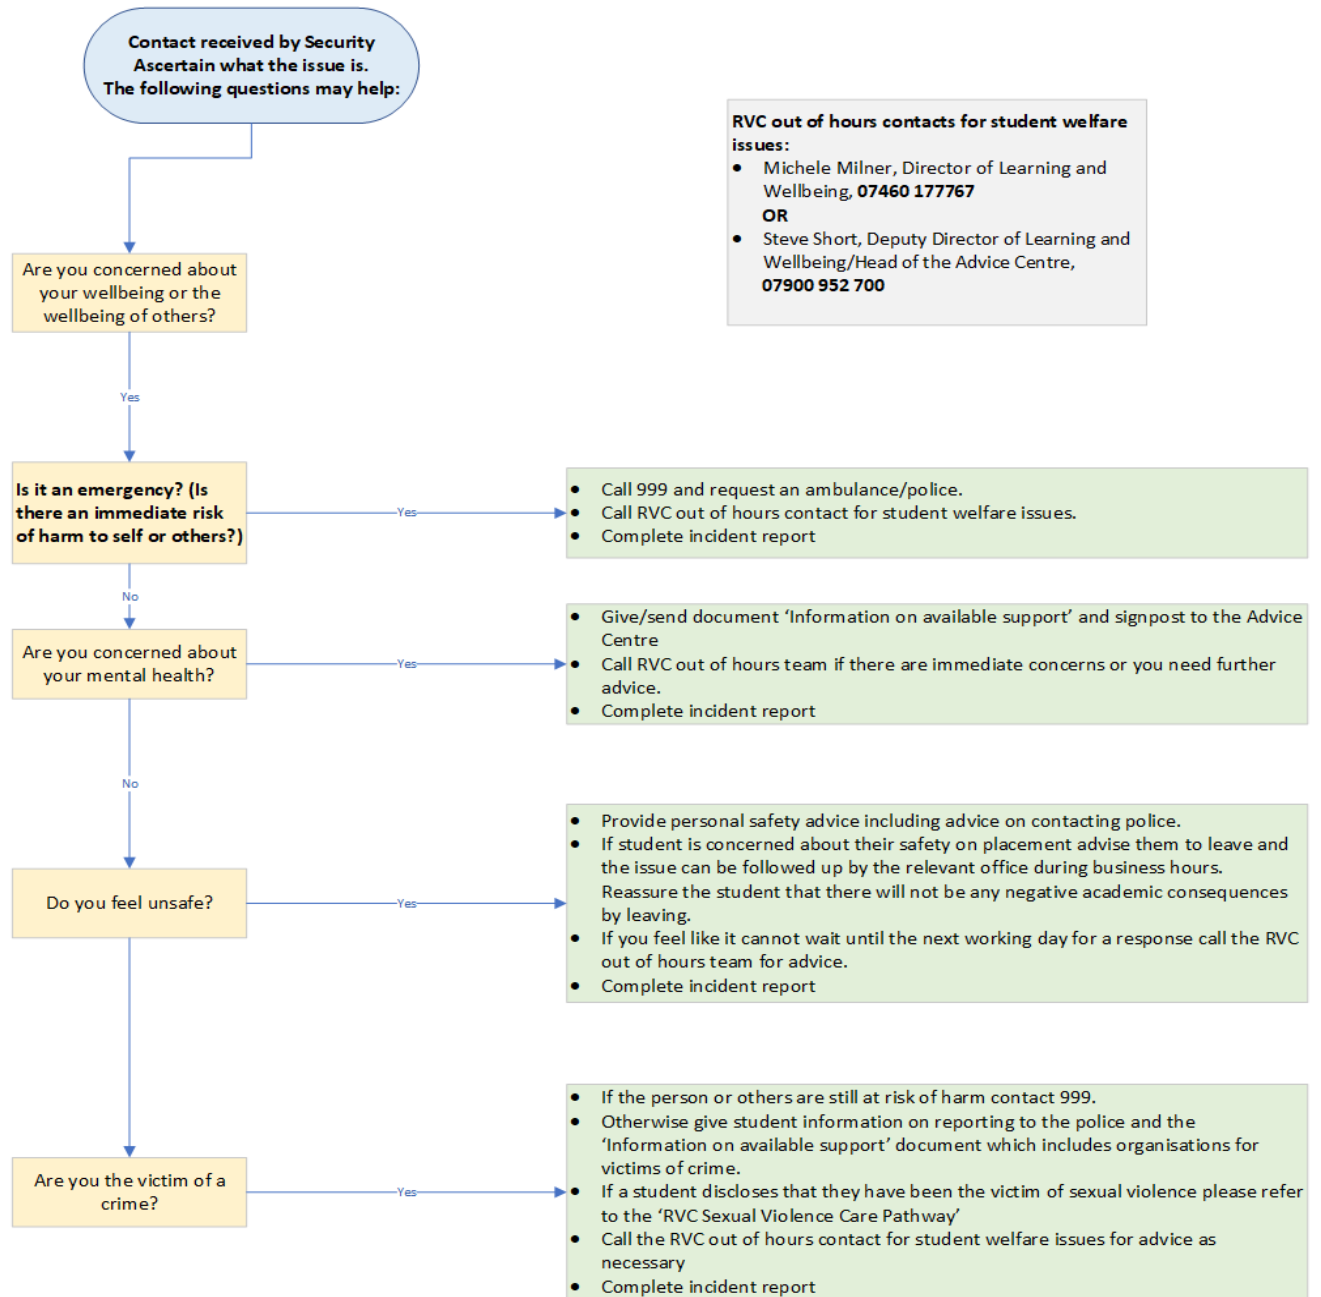 Contact received by Security
Ascertain what the issue is.
The following questions may help:
RVC out of hours contacts for student welfare
issues:
• Michele Milner, Director of Learning and
Wellbeing, 07460 177767
OR
• Steve Short, Deputy Director of Learning and
Wellbeing/Head of the Advice Centre,
07900 952 700
Are you concerned about
your wellbeing or the
wellbeing of others?
Yes
Is it an emergency? (Is
there an immediate risk
of harm to self or others?)
Yes
• Call 999 and request an ambulance/police.
• Call RVC out of hours contact for student welfare issues.
• Complete incident report
No
Are you concerned about
your mental health?
Yes
• Give/send document ‘Information on available support’ and signpost to the Advice
Centre
• Call RVC out of hours team if there are immediate concerns or you need further
advice.
• Complete incident report
No
Do you feel unsafe?
Yes
• Provide personal safety advice including advice on contacting police.
• If student is concerned about their safety on placement advise them to leave and
the issue can be followed up by the relevant office during business hours.
Reassure the student that there will not be any negative academic consequences
by leaving.
• If you feel like it cannot wait until the next working day for a response call the RVC
out of hours team for advice.
• Complete incident report
Are you the victim of a
crime?
Yes
• If the person or others are still at risk of harm contact 999.
• Otherwise give student information on reporting to the police and the
‘Information on available support’ document which includes organisations for
victims of crime.
• If a student discloses that they have been the victim of sexual violence please refer
to the ‘RVC Sexual Violence Care Pathway’
• Call the RVC out of hours contact for student welfare issues for advice as
necessary
• Complete incident report